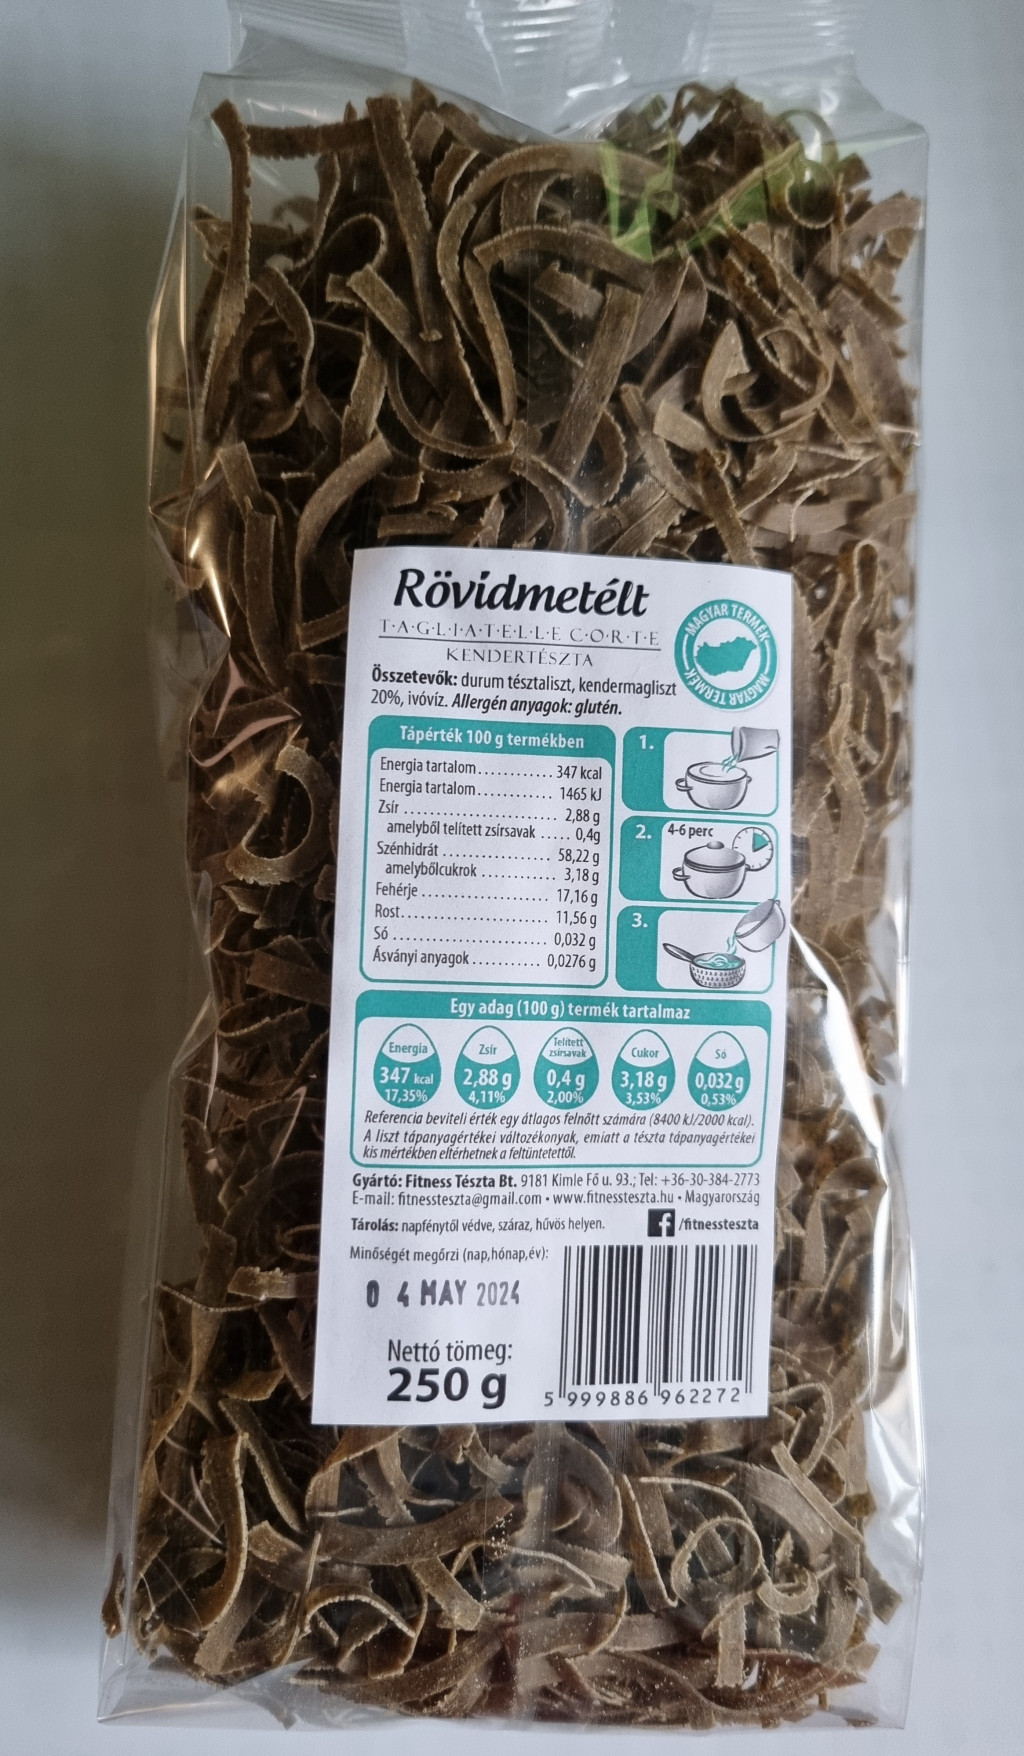 Rövidmetélt
T·A·G·L·I·A·T·E·L·L·E C·O·R·T·E
KENDERTÉSZTA
MAGYAR TERMÉK
MAGYAR TERMÉK
Összetevők: durum tésztaliszt, kendermagliszt
20%, ivóvíz. Allergén anyagok: glutén.
Tápérték 100 g termékben
Energia tartalom............ 347 kcal
Energia tartalom............ 1465 kJ
Zsír ........................ 2,88 g
amelyből telített zsírsavak ..... 0,4g
Szénhidrát ................. 58,22 g
amelybőlcukrok ............ 3,18 g
Fehérje .................... 17,16 g
Rost........................ 11,56 g
Só ......................... 0,032 g
Ásványi anyagok ........... 0,0276 g
1.
2. 4-6 perc
3.
Egy adag (100 g) termék tartalmaz
Energia
347 kcal
17,35%
Zsír
2,88 g
4,11%
Telített
zsírsavak
0,4 g
2,00%
Cukor
3,18 g
3,53%
Só
0,032 g
0,53%
Referencia beviteli érték egy átlagos felnőtt számára (8400 kJ/2000 kcal).
A liszt tápanyagértékei változékonyak, emiatt a tészta tápanyagértékei
kis mértékben eltérhetnek a feltüntetettől.
Gyártó: Fitness Tészta Bt. 9181 Kimle Fő u. 93.; Tel: +36-30-384-2773
E-mail: fitnessteszta@gmail.com • www.fitnessteszta.hu • Magyarország
Tárolás: napfénytől védve, száraz, hűvös helyen.
f /fitnessteszta
Minőségét megőrzi (nap,hónap,év):
0 4 MAY 2024
Nettó tömeg:
250 g
5 999886 962272